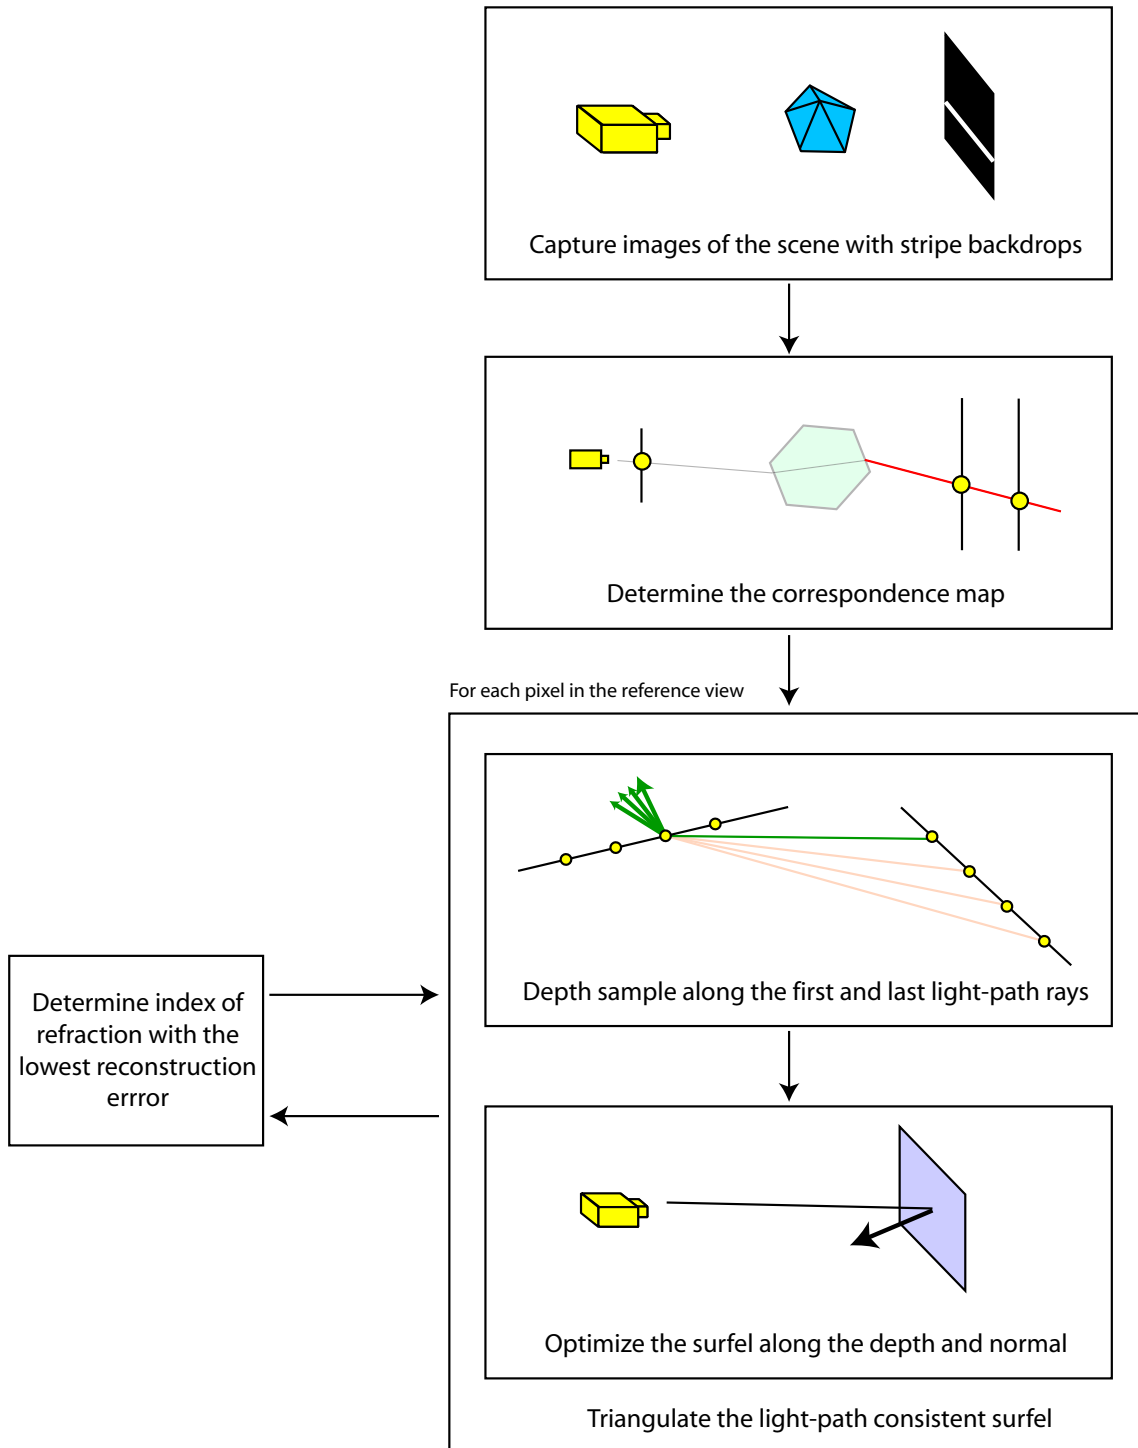 Capture images of the scene with stripe backdrops
Determine the correspondence map
For each pixel in the reference view
Depth sample along the first and last light-path rays
Determine index of
refraction with the
lowest reconstruction
errror
Optimize the surfel along the depth and normal
Triangulate the light-path consistent surfel